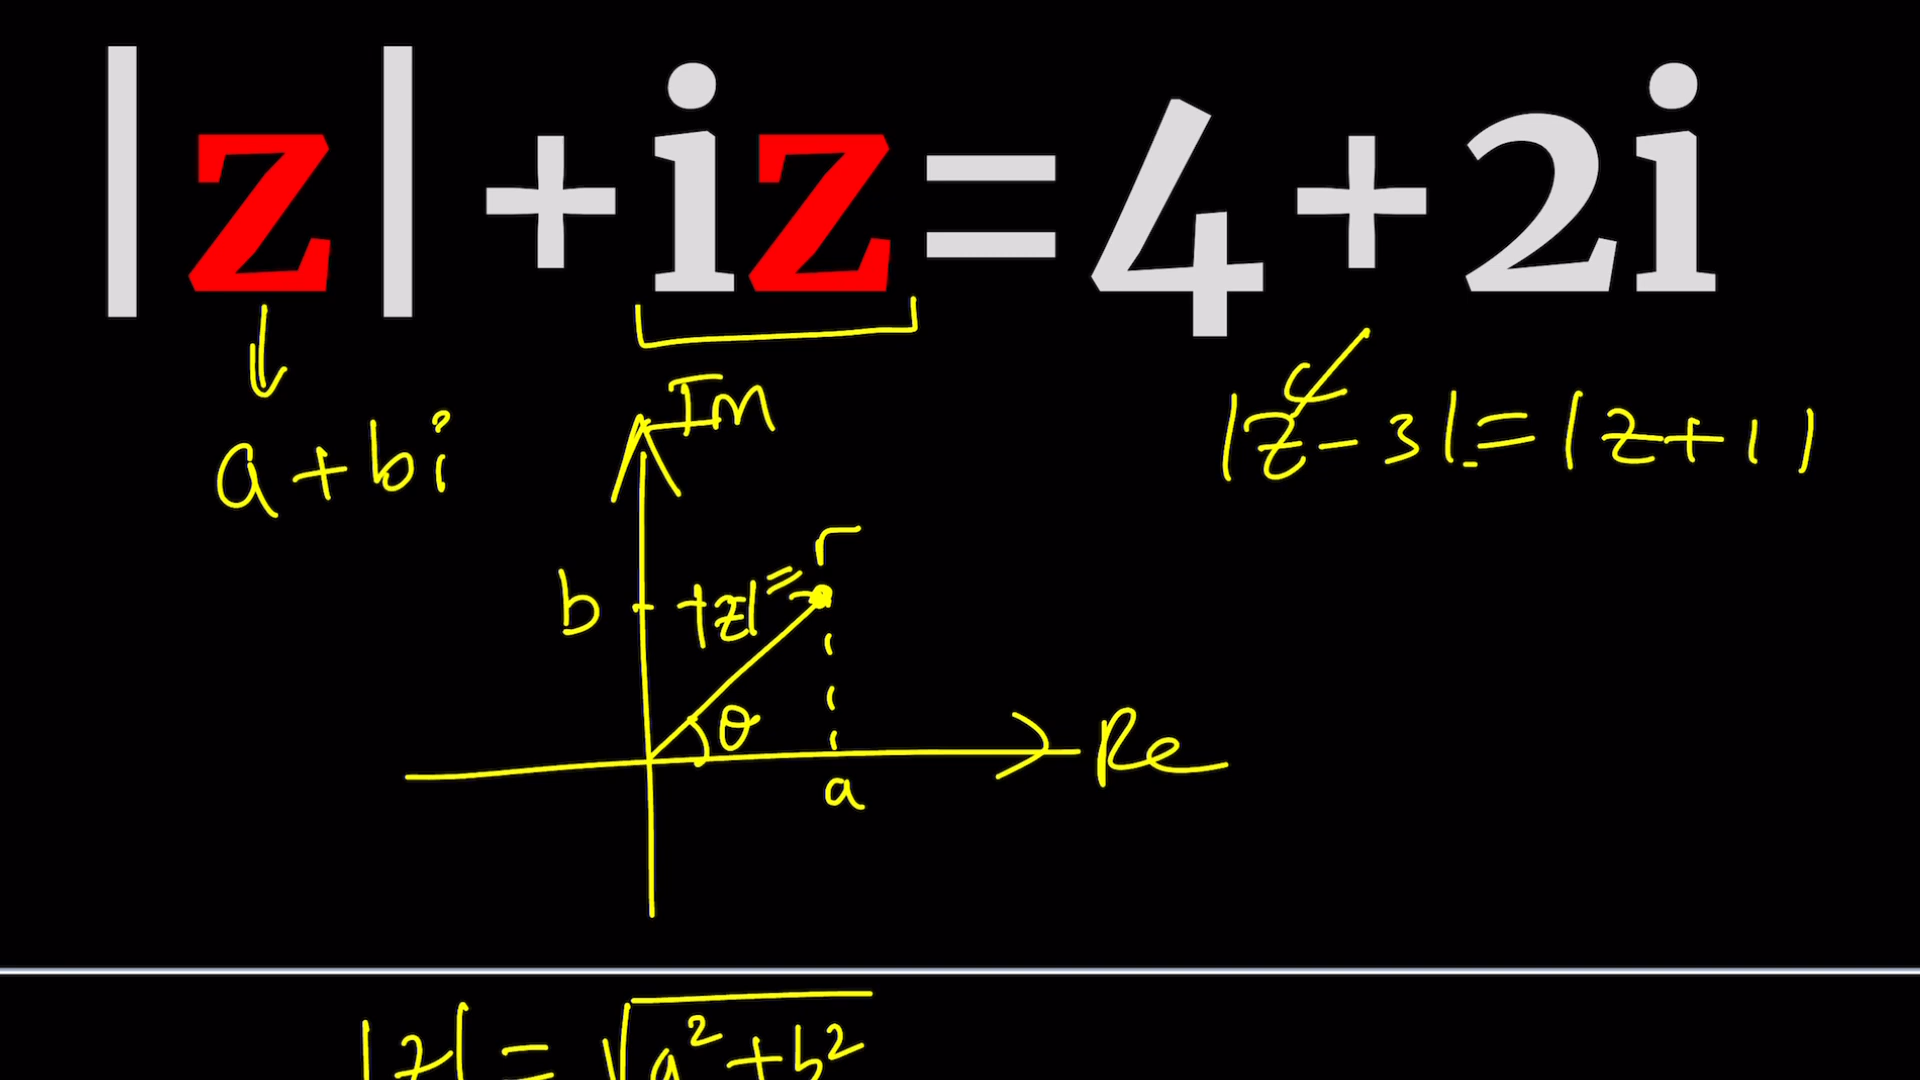 |z|+iz=4+2i
a+bi
Im
|z-3|=|z+1|
r
b
|z|=
θ
Re
a
|z| = √a²+b²